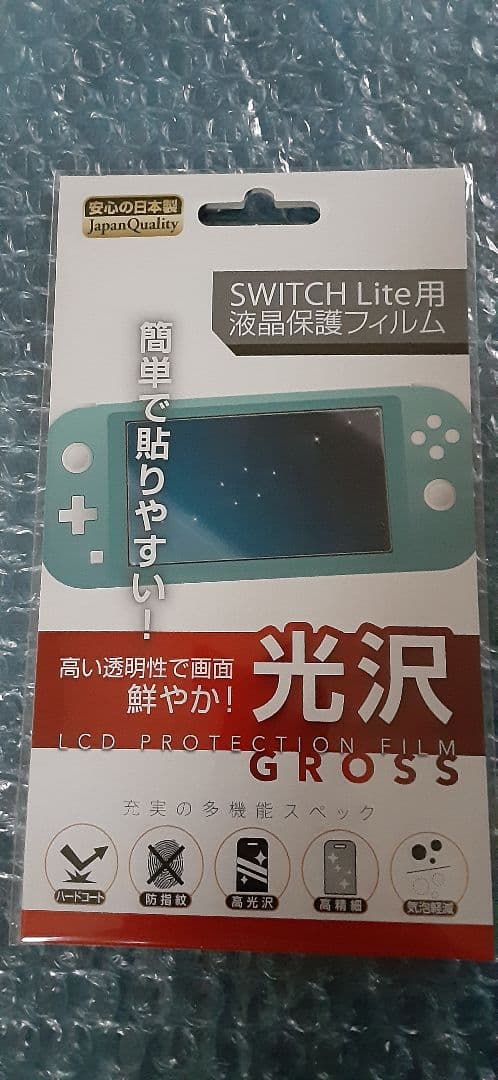 安心の日本製
JapanQuality
SWITCH Lite用
液晶保護フィルム
簡単で貼りやすい!
高い透明性で画面
鮮やか!
光沢
LCD PROTECTION FILM
GROSS
充実の多機能スペック
ハードコート
防指紋
高光沢
高精細
気泡軽減